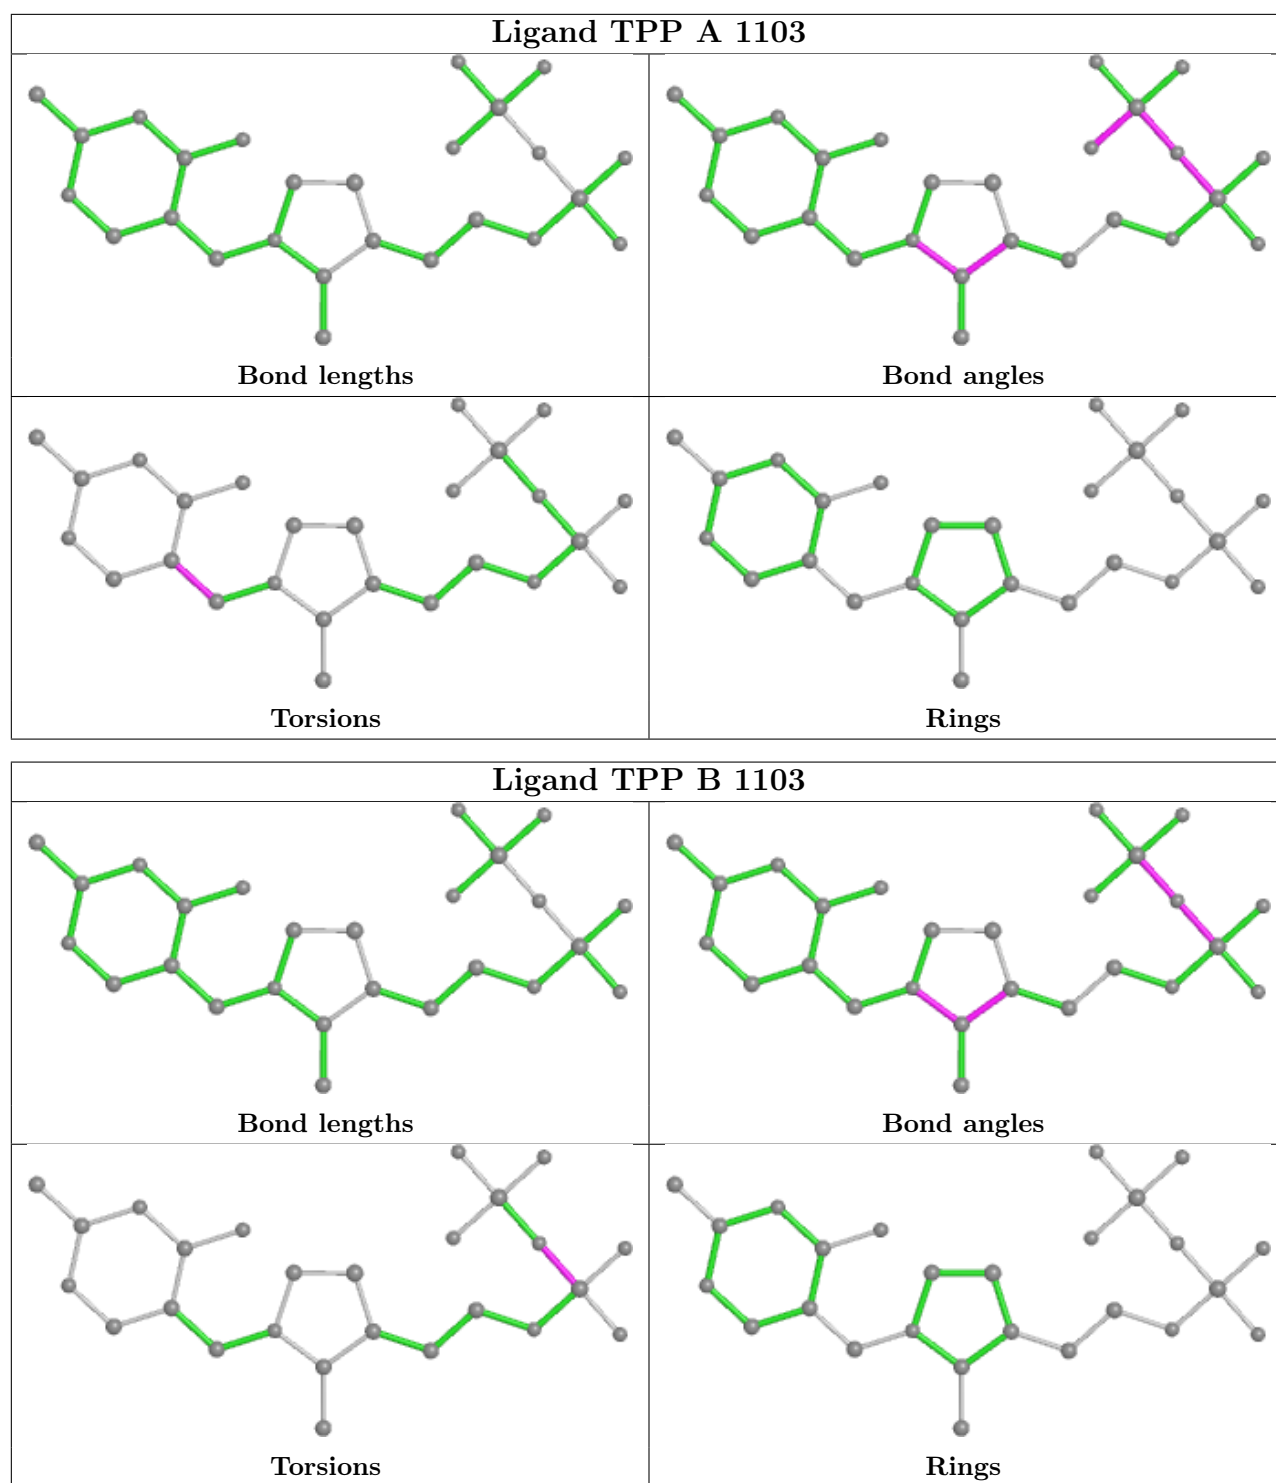 Ligand TPP A 1103
Bond lengths
Bond angles
Torsions
Rings
Ligand TPP B 1103
Bond lengths
Bond angles
Torsions
Rings